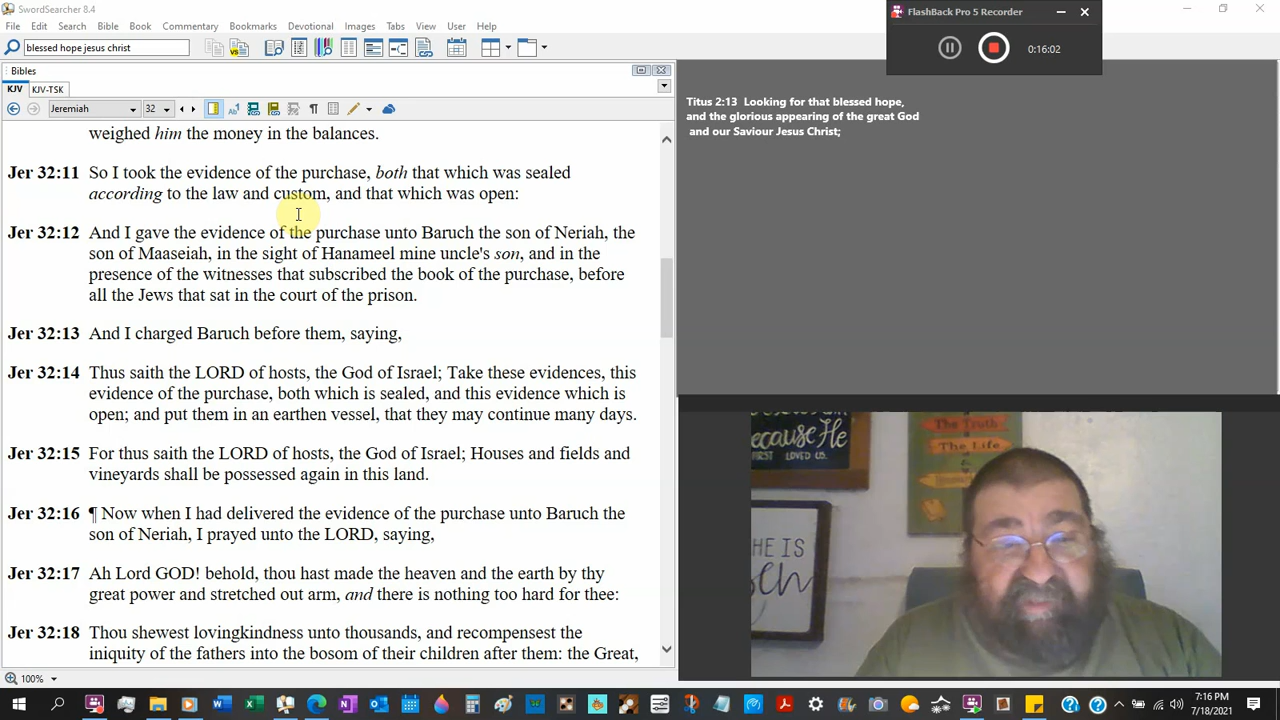 SwordSearcher 8.4
File Edit Search Bible Book Commentary Bookmarks Devotional Images Tabs View User Help
blessed hope jesus christ
Bibles
KJV KJV-TSK
Jeremiah 32
weighed him the money in the balances.
Jer 32:11 So I took the evidence of the purchase, both that which was sealed
according to the law and custom, and that which was open:
Jer 32:12 And I gave the evidence of the purchase unto Baruch the son of Neriah, the
son of Maaseiah, in the sight of Hanameel mine uncle's son, and in the
presence of the witnesses that subscribed the book of the purchase, before
all the Jews that sat in the court of the prison.
Jer 32:13 And I charged Baruch before them, saying,
Jer 32:14 Thus saith the LORD of hosts, the God of Israel; Take these evidences, this
evidence of the purchase, both which is sealed, and this evidence which is
open; and put them in an earthen vessel, that they may continue many days.
Jer 32:15 For thus saith the LORD of hosts, the God of Israel; Houses and fields and
vineyards shall be possessed again in this land.
Jer 32:16 ¶ Now when I had delivered the evidence of the purchase unto Baruch the
son of Neriah, I prayed unto the LORD, saying,
Jer 32:17 Ah Lord GOD! behold, thou hast made the heaven and the earth by thy
great power and stretched out arm, and there is nothing too hard for thee:
Jer 32:18 Thou shewest lovingkindness unto thousands, and recompensest the
iniquity of the fathers into the bosom of their children after them: the Great,
100%
FlashBack Pro 5 Recorder
0:16:02
Titus 2:13 Looking for that blessed hope,
and the glorious appearing of the great God
and our Saviour Jesus Christ;
because He
FIRST LOVED US.
The Truth
The Life
HE IS
7:16 PM
7/18/2021